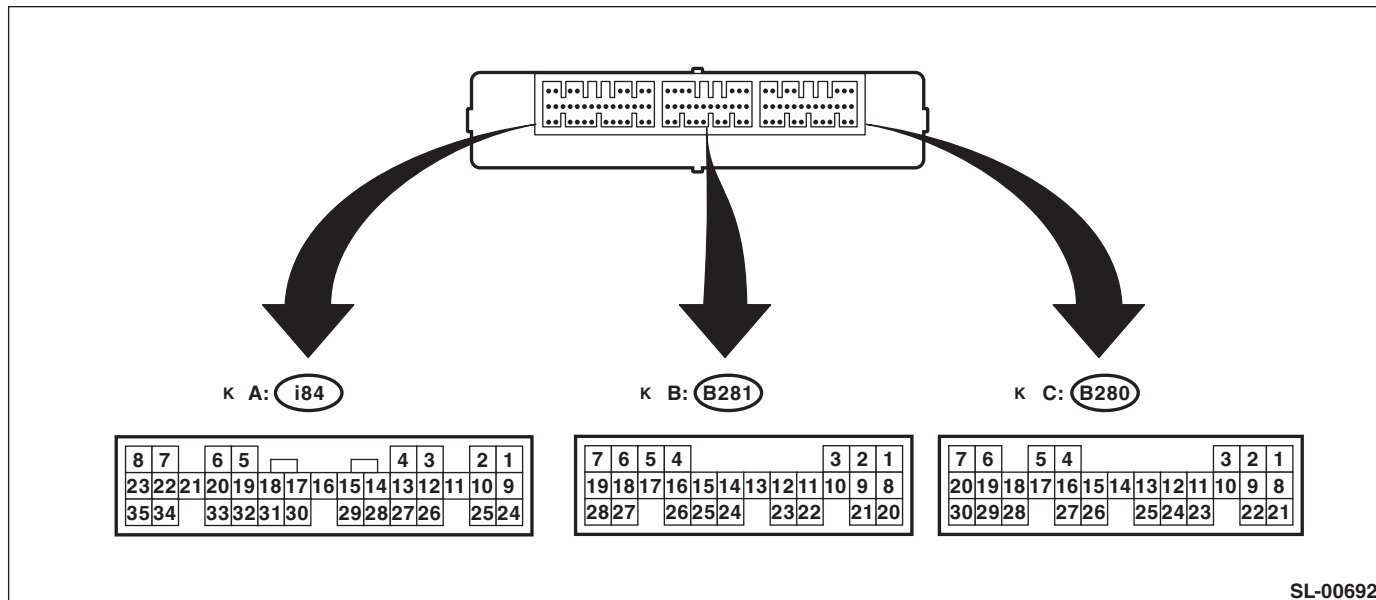 K A: i84
K B: B281
K C: B280
8 7 6 5 4 3 2 1
23 22 21 20 19 18 17 16 15 14 13 12 11 10 9
35 34 33 32 31 30 29 28 27 26 25 24
7 6 5 4 3 2 1
19 18 17 16 15 14 13 12 11 10 9 8
28 27 26 25 24 23 22 21 20
7 6 5 4 3 2 1
20 19 18 17 16 15 14 13 12 11 10 9 8
30 29 28 27 26 25 24 23 22 21
SL-00692